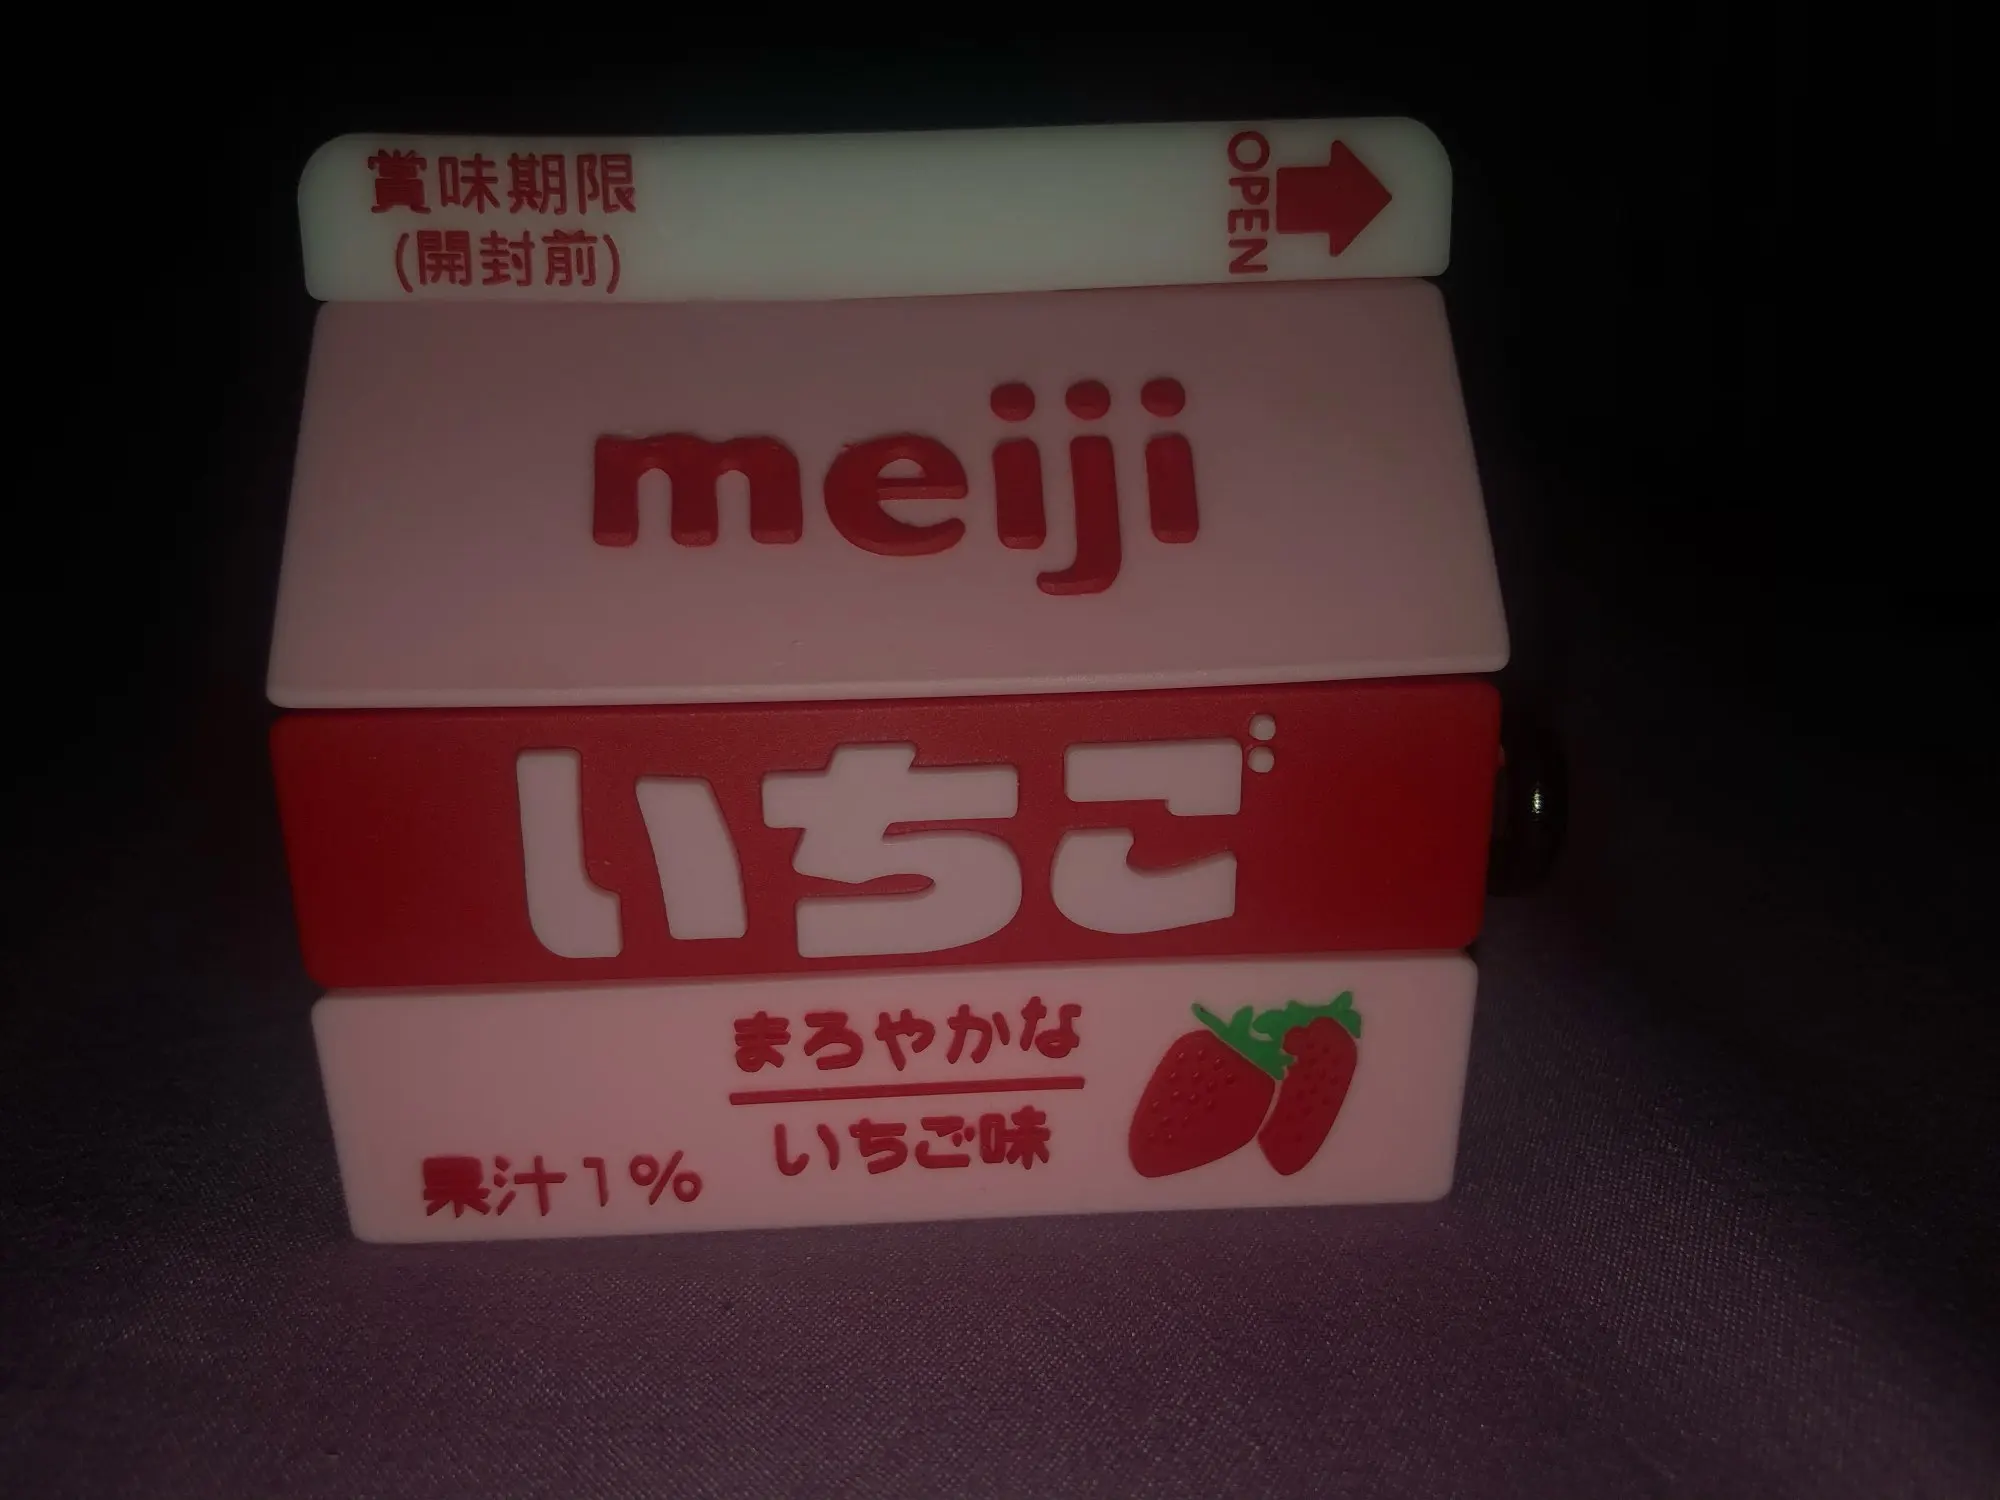 賞味期限
(開封前)
OPEN
meiji
いちご
まろやかな
いちご味
果汁1%